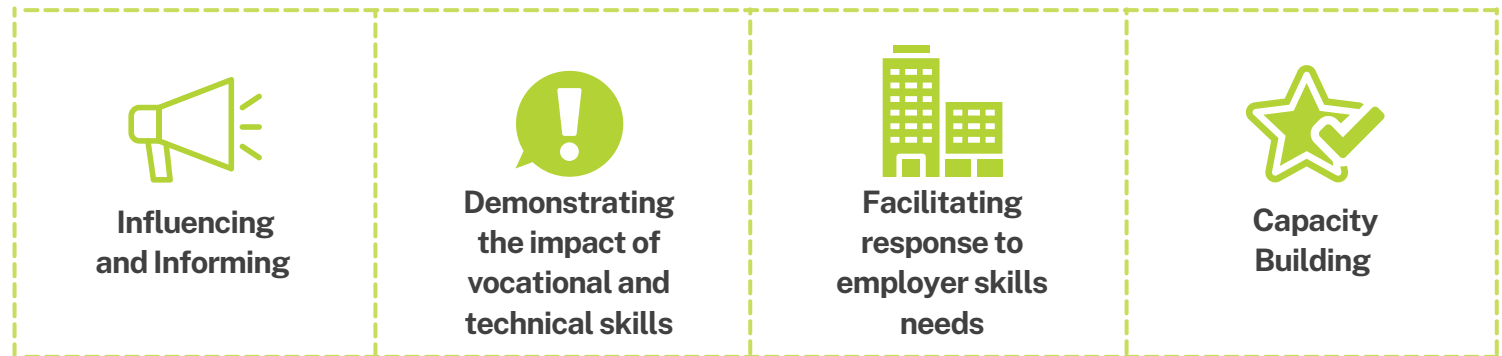 Influencing
and Informing
Demonstrating
the impact of
vocational and
technical skills
Facilitating
response to
employer skills
needs
Capacity
Building